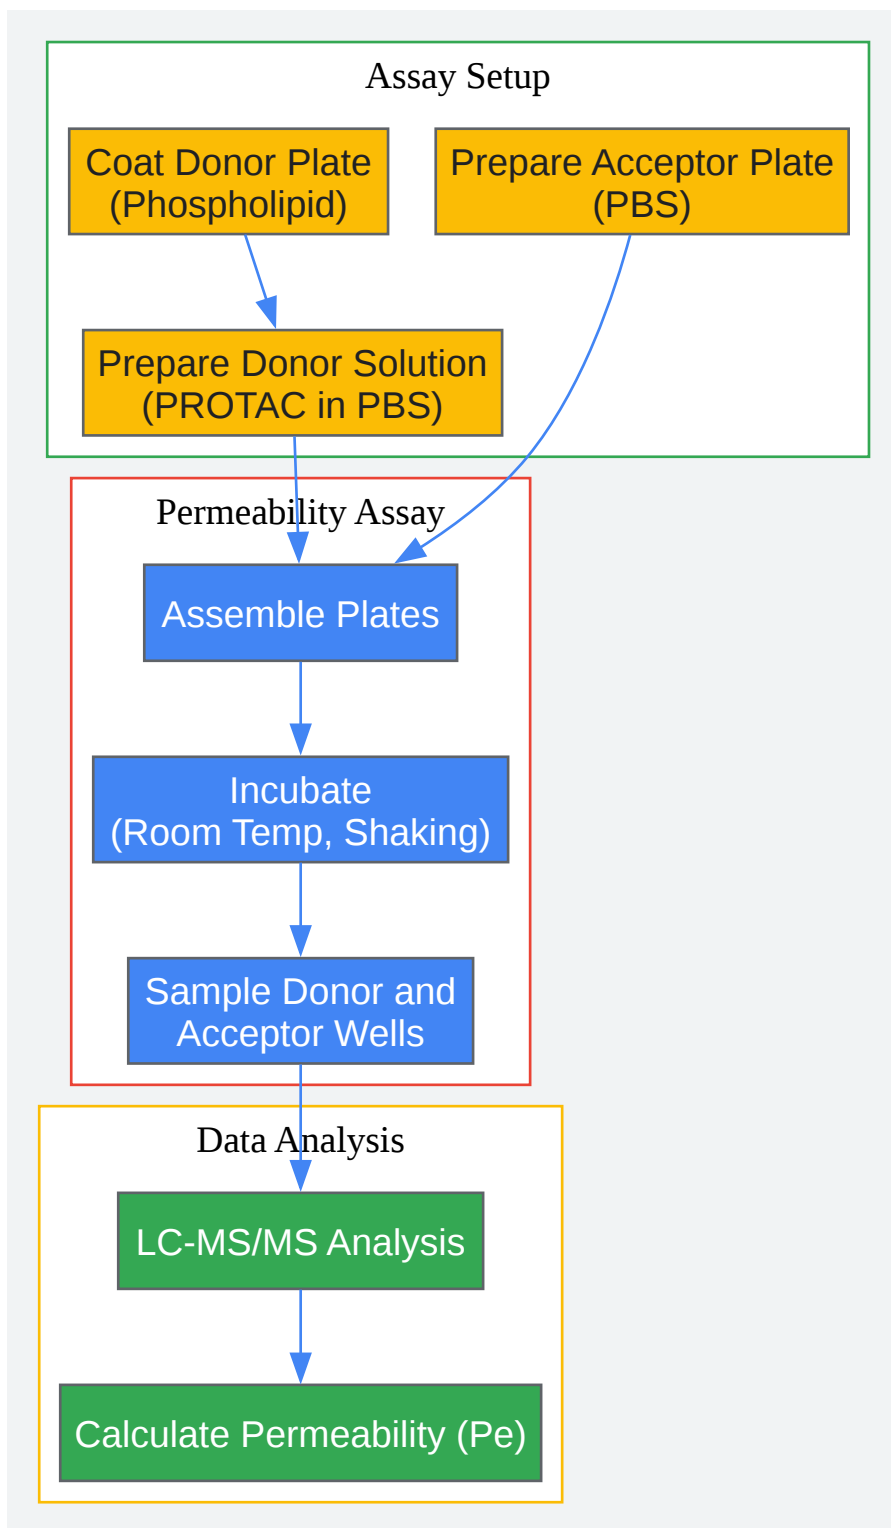 Assay Setup
Coat Donor Plate
(Phospholipid)
Prepare Acceptor Plate
(PBS)
Prepare Donor Solution
(PROTAC in PBS)
Permeability Assay
Assemble Plates
Incubate
(Room Temp, Shaking)
Sample Donor and
Acceptor Wells
Data Analysis
LC-MS/MS Analysis
Calculate Permeability (Pe)